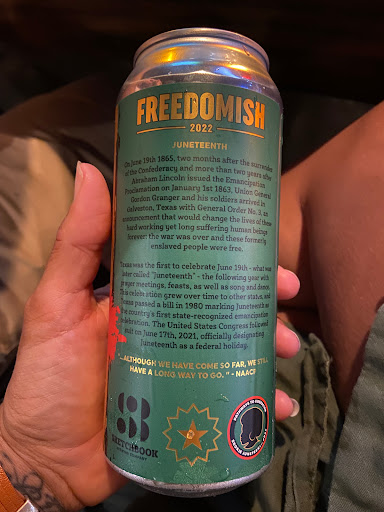 FREEDOMISH
2022
JUNETEENTH
On June 19th 1865, two months after the surrender
of the Confederacy and more than two years after
Abraham Lincoln issued the Emancipation
Proclamation on January 1st 1863, Union General
Gordon Granger and his soldiers arrived in
Galveston, Texas with General Order No. 3, an
announcement that would change the lives of these
hard working yet long suffering human beings
forever: the war was over and these formerly
enslaved people were free.
Texas was the first to celebrate June 19th - what was
later called "Juneteenth" - the following year with
prayer meetings, feasts, as well as song and dance.
This celebration grew over time to other states, and
Texas passed a bill in 1980 marking Juneteenth as
the country's first state-recognized emancipation
celebration. The United States Congress followed
suit on June 17th, 2021, officially designating
Juneteenth as a federal holiday.
"...ALTHOUGH WE HAVE COME SO FAR, WE STILL
HAVE A LONG WAY TO GO." - NAACP
SKETCHBOOK
BREWING COMPANY